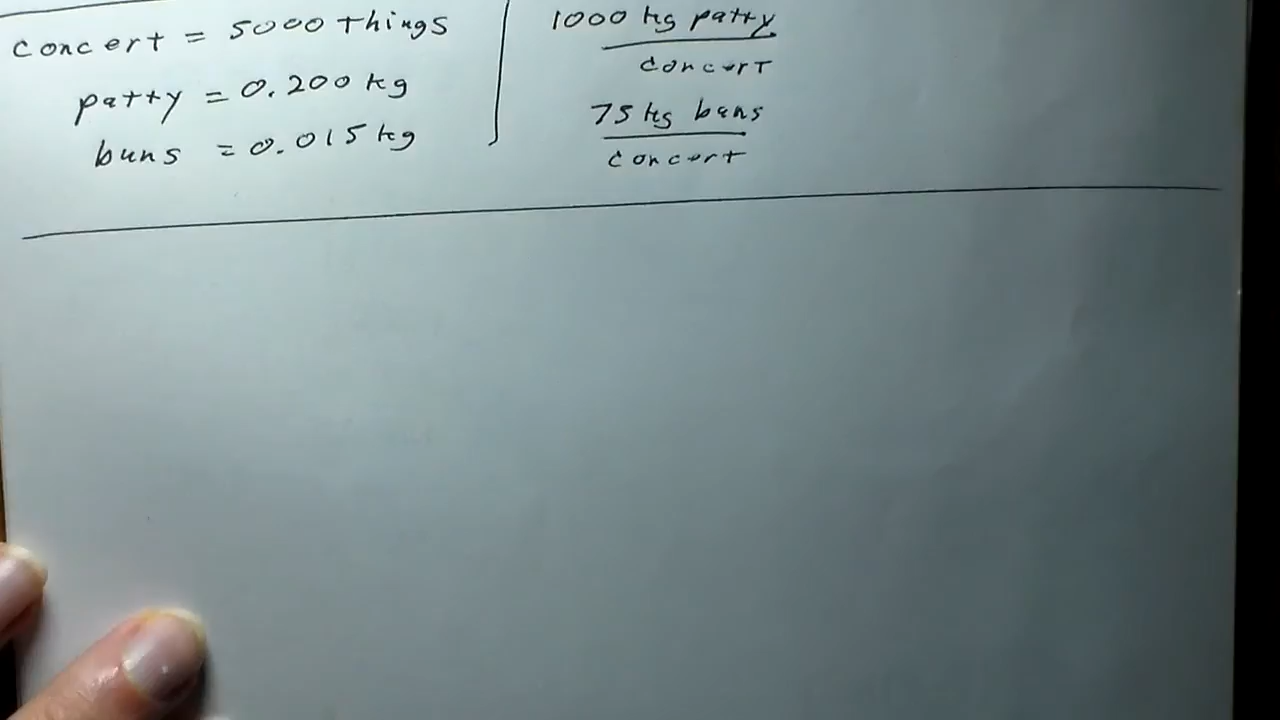 concert = 5000 things
patty = 0.200 kg
buns = 0.015 kg
1000 kg patty
concert
75 kg buns
concert